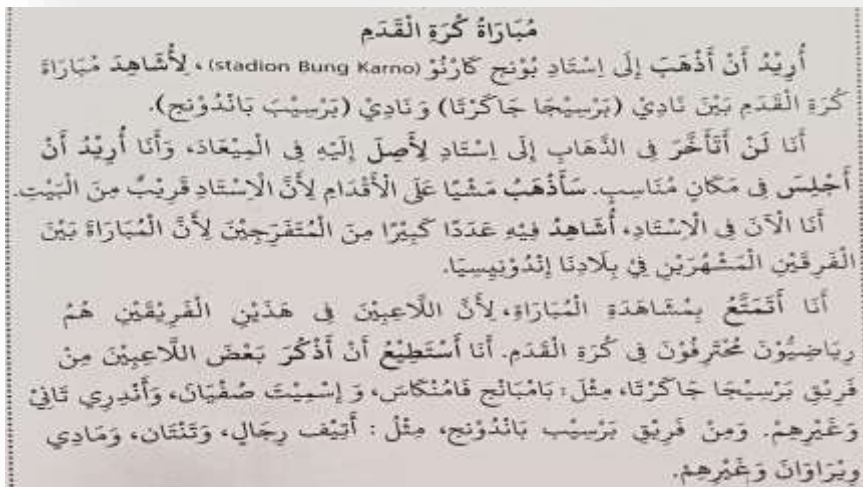 مُبَارَاةُ كُرَةِ الْقَدَمِ
أُرِيْدُ أَنْ أَذْهَبَ إِلَى اِسْتَادِ بُوْنج كَارْنُوْ (stadion Bung Karno)، لِأُشَاهِدَ مُبَارَاةَ
كُرَةِ الْقَدَمِ بَيْنَ نَادِيْ (بَرْسِيْجَا جَاكَرْتَا) وَ نَادِيْ (بَرْسِيْبَ بَانْدُوْنج).
أَنَا لَنْ أَتَأَخَّرَ فِى الذَّهَابِ إِلَى اِسْتَادِ لِأَصِلَ إِلَيْهِ فِى الْمِيْعَادَ، وَأَنَا أُرِيْدُ أَنْ
أَجْلِسَ فِى مَكَانٍ مُنَاسِبٍ. سَأَذْهَبُ مَشْيًا عَلَى الْأَقْدَامِ لِأَنَّ الْاِسْتَادِ قَرِيْبٌ مِنَ الْبَيْتِ.
أَنَا الْآنَ فِى الْاِسْتَادِ، أُشَاهِدُ فِيْهِ عَدَدًا كَبِيْرًا مِنَ الْمُتَفَرِجِيْنَ لِأَنَّ الْمُبَارَاةَ بَيْنَ
الْفَرِقَيْنِ الْمَشْهُرَيْنِ فِيْ بِلَادِنَا إِنْدُوْنِيْسِيَا.
أَنَا أَتَمَتَّعُ بِمُشَاهَدَةِ الْمُبَارَاةِ، لِأَنَّ اللَّاعِبِيْنَ فِى هَذَيْنِ الْفَرِيْقَيْنِ هُمْ
رِيَاضِيُّوْنَ مُحْتَرِفُوْنَ فِى كُرَةِ الْقَدَمِ. أَنَا أَسْتَطِيْعُ أَنْ أَذْكُرَ بَعْضَ اللَّاعِبِيْنَ مِنْ
فَرِيْقِ بَرْسِيْجَا جَاكَرْتَا، مِثْلَ: بَامْبَانْج فَامُنْكَاسَ، وَ إِسْمِيْتَ صُفْيَانَ، وَأَنْدِرِي تَانِيْ
وَغَيْرِهِمْ. وَمِنْ فَرِيْقِ بَرْسِيْب بَانْدُوْنج، مِثْلُ : أَتِيْف رِجَالٍ، وَتَنْتَان، وَمَادِي
وِيْرَاوَانَ وَغَيْرِهِمْ.